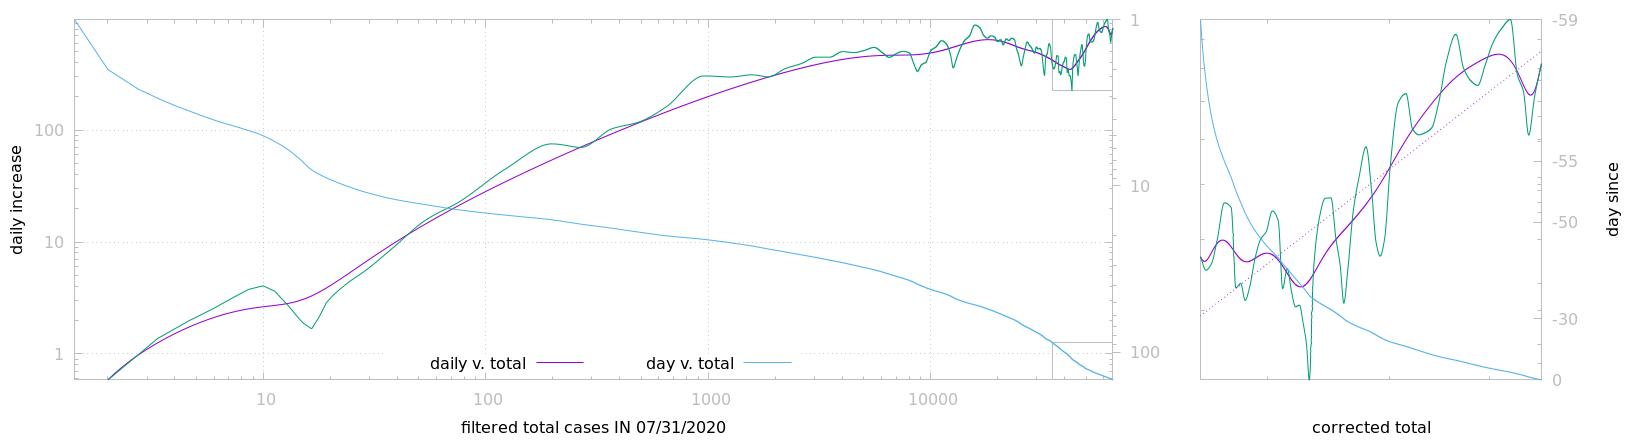 daily increase
100
10
1
10
100
1000
10000
1
10
100
daily v. total
day v. total
filtered total cases IN 07/31/2020
-59
-55
-50
-30
0
day since
corrected total